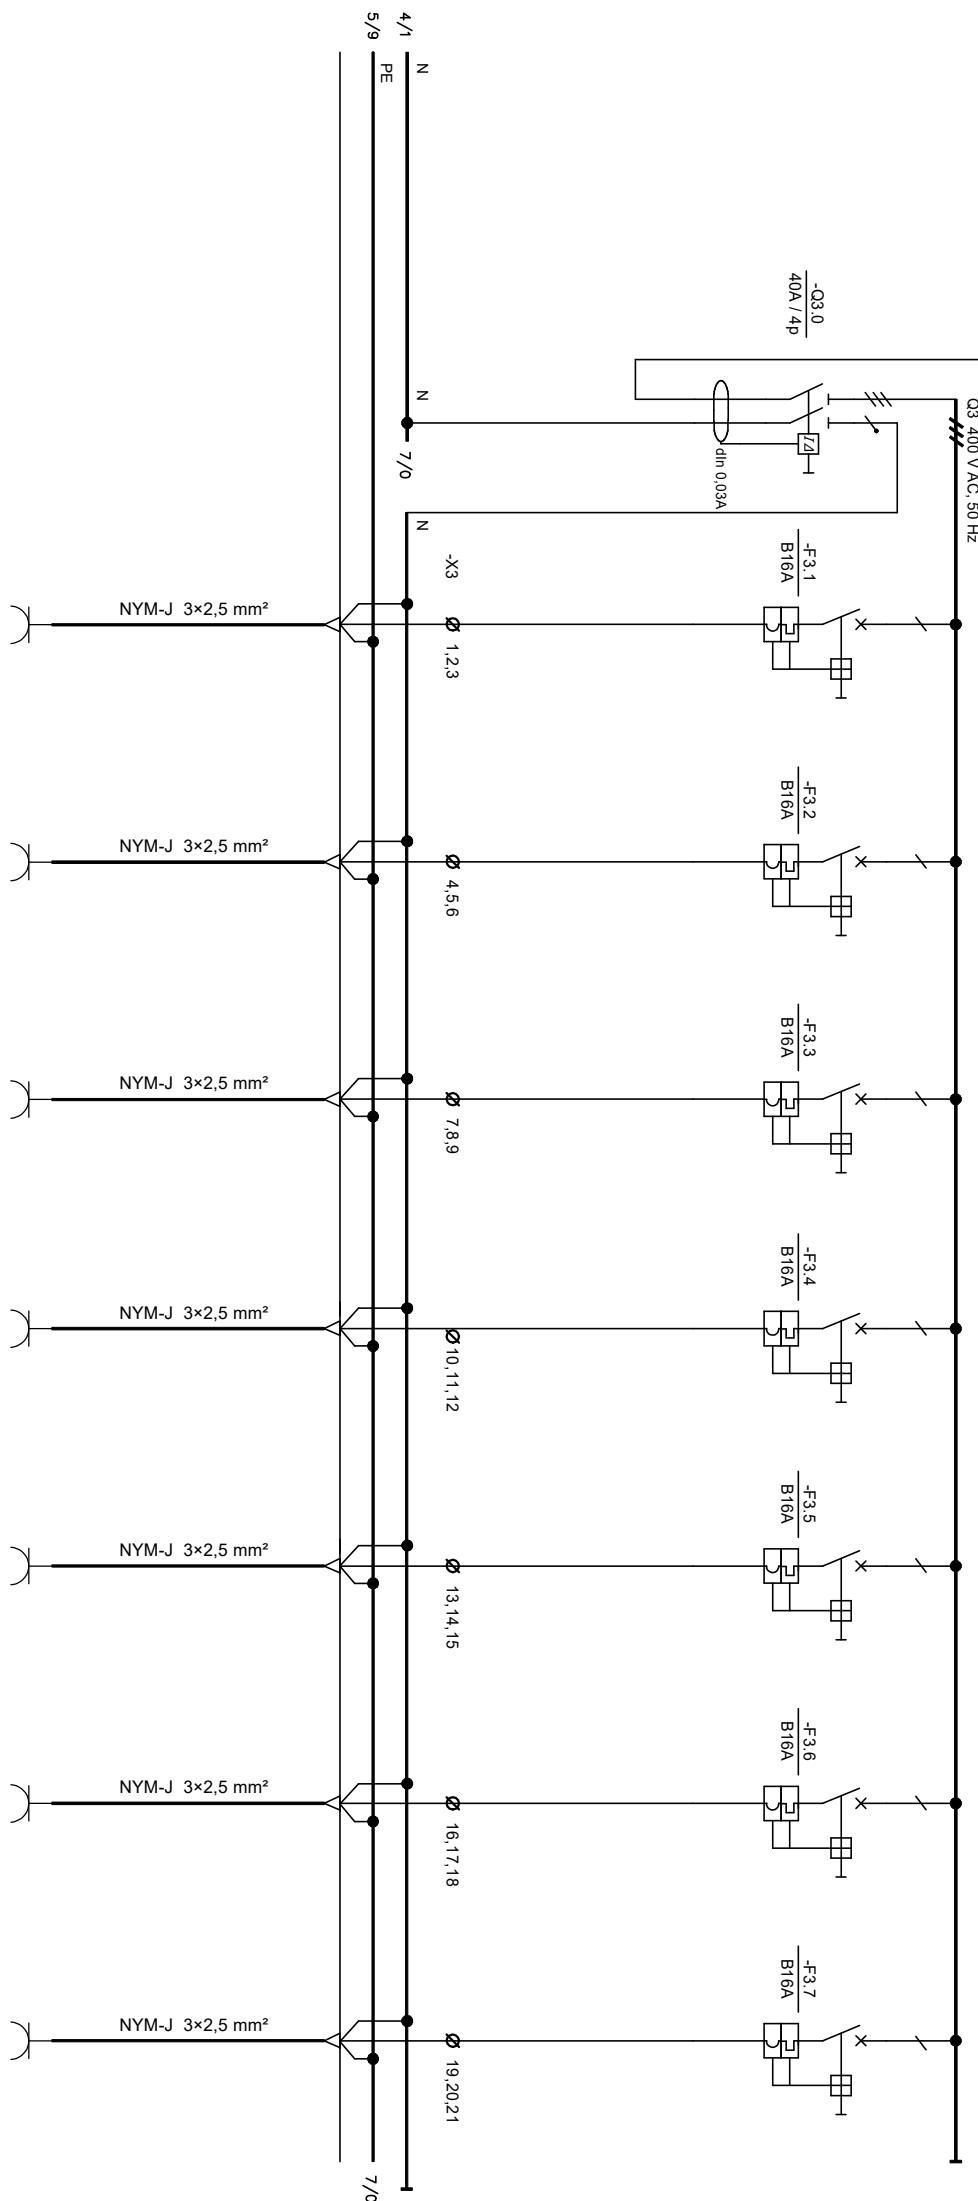 5/9
4/1
PE
N
-Q3.0
40A / 4p
Q3 400 V AC, 50 Hz
N
7/0
dIn 0,03A
N
-X3
-F3.1
B16A
NYM-J 3×2,5 mm²
1,2,3
-F3.2
B16A
NYM-J 3×2,5 mm²
4,5,6
-F3.3
B16A
NYM-J 3×2,5 mm²
7,8,9
-F3.4
B16A
NYM-J 3×2,5 mm²
10,11,12
-F3.5
B16A
NYM-J 3×2,5 mm²
13,14,15
-F3.6
B16A
NYM-J 3×2,5 mm²
16,17,18
-F3.7
B16A
NYM-J 3×2,5 mm²
19,20,21
7/0